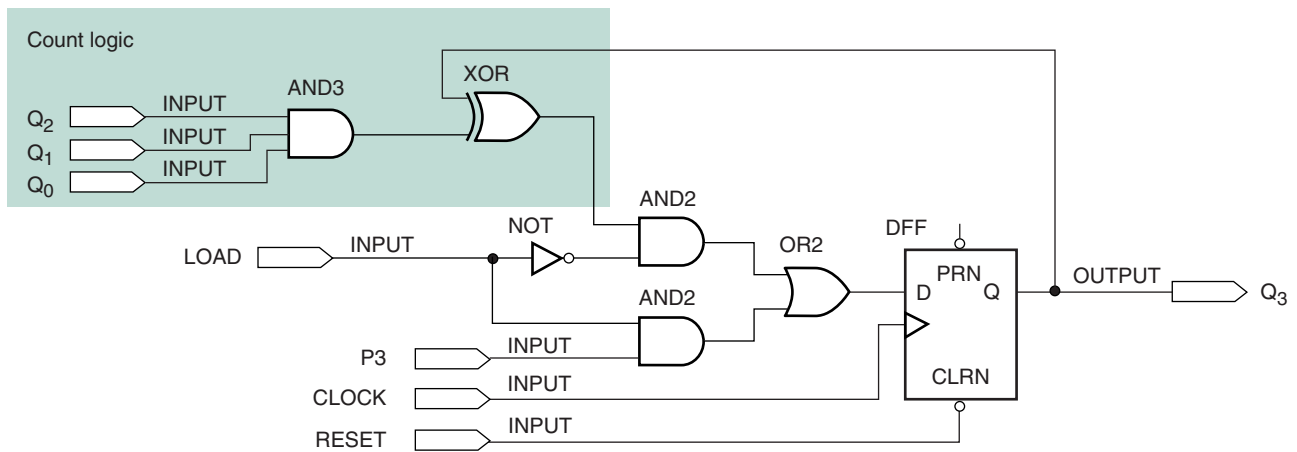 Count logic
XOR
AND3
Q2 INPUT
Q1 INPUT
Q0 INPUT
AND2
NOT
LOAD INPUT
OR2
DFF
PRN
D Q
OUTPUT
Q3
AND2
P3 INPUT
CLRN
CLOCK INPUT
RESET INPUT